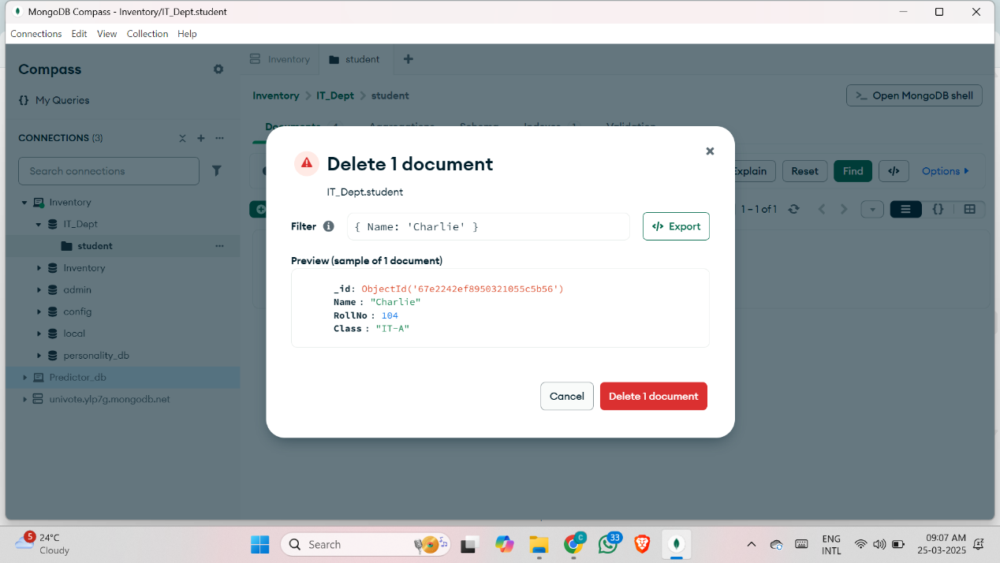 MongoDB Compass - Inventory/IT_Dept.student
Connections Edit View Collection Help
Compass
{} My Queries
CONNECTIONS (3)
Search connections
Inventory
IT_Dept
student
Inventory
admin
config
local
personality_db
Predictor_db
univote.ylp7g.mongodb.net
Inventory student
Inventory > IT_Dept > student
>_ Open MongoDB shell
Documents Aggregations Schema Indexes 1 Validation
Explain Reset Find </> Options
1 – 1 of 1 {}
Delete 1 document
IT_Dept.student
Filter { Name: 'Charlie' } </> Export
Preview (sample of 1 document)
_id: ObjectId('67e2242ef8950321055c5b56')
Name : "Charlie"
RollNo : 104
Class : "IT-A"
Cancel Delete 1 document
5 24°C
Cloudy
Search
C 33
ENG
INTL
09:07 AM
25-03-2025